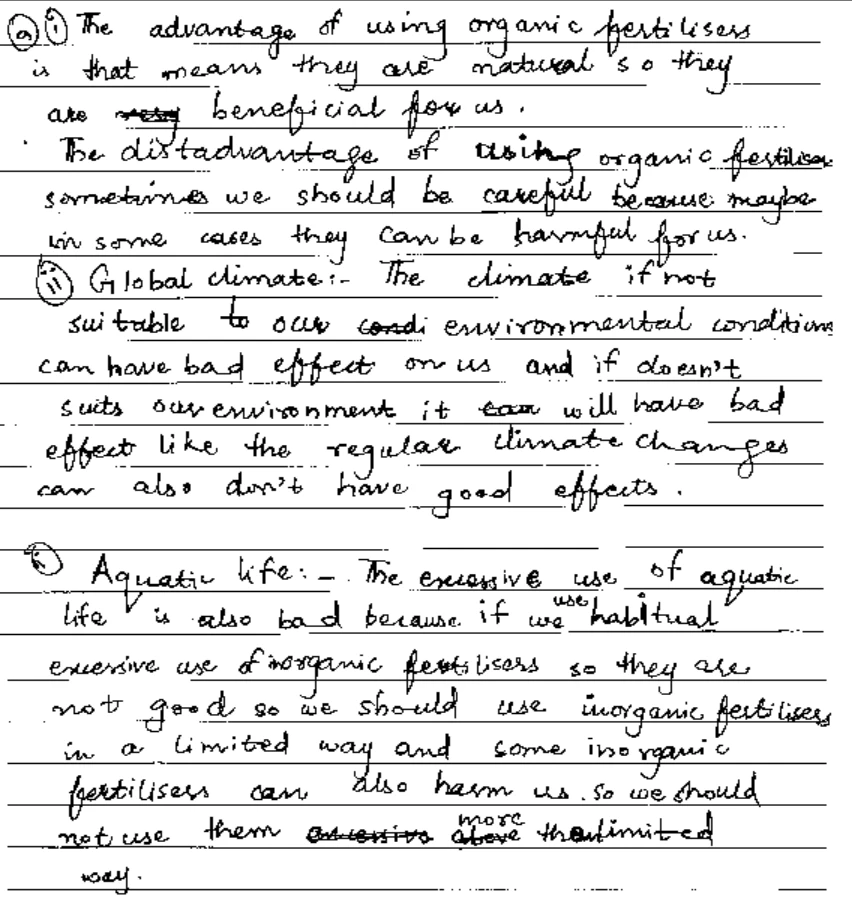 (a) (i) The advantage of using organic fertilisers
is that means they are natural so they
are very beneficial for us.
The distadvantage of using organic fertiliser
sometimes we should be careful because maybe
in some cases they can be harmful for us.
(ii) Global climate:- The climate if not
suitable to our condi environmental conditions
can have bad effect on us and if doesn't
suits our environment it can will have bad
effect like the regular climate changes
can also don't have good effects.
Aquatic life:- The excessive use of aquatic
life is also bad because if we use habitual
excessive use of inorganic fertilisers so they are
not good so we should use inorganic fertilisers
in a limited way and some inorganic
fertilisers can also harm us. So we should
not use them excessive above more than limited
way.